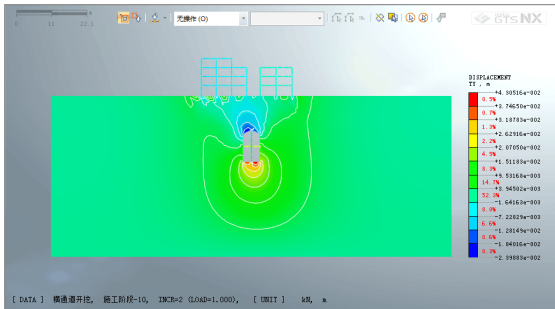 0 11 22.1
无操作 (O)
GTS NX
DISPLACEMENT
TY , m
+4.30516e-002
0.5%
+3.74650e-002
0.7%
+3.18783e-002
1.3%
+2.62916e-002
2.2%
+2.07050e-002
4.5%
+1.51183e-002
8.3%
+9.53168e-003
14.7%
+3.94502e-003
52.3%
-1.64163e-003
8.0%
-7.22829e-003
6.6%
-1.28149e-002
0.6%
-1.84016e-002
0.3%
-2.39883e-002
[ DATA ] 横通道开挖, 施工阶段-10, INCR=2 (LOAD=1.000), [ UNIT ] kN, m